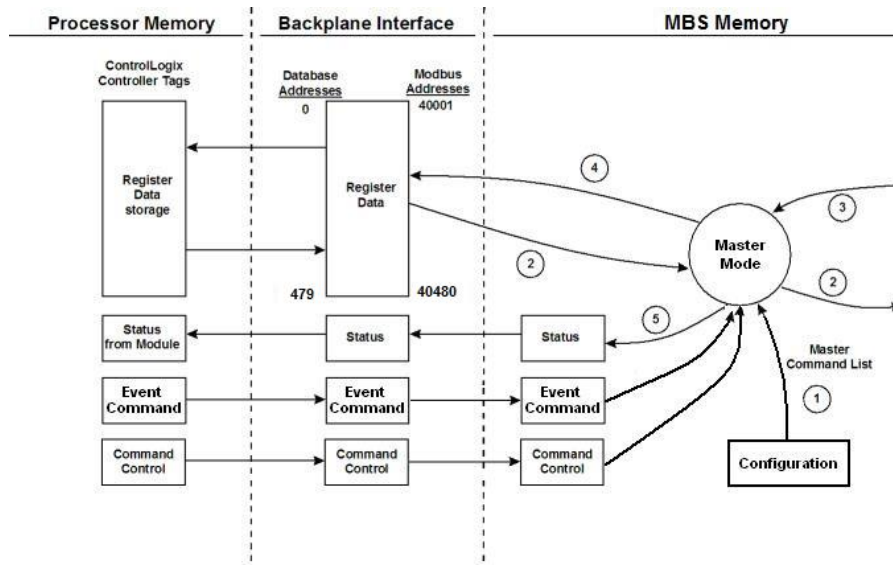 Processor Memory
Backplane Interface
MBS Memory
ControlLogix
Controller Tags
Database
Addresses
0
Modbus
Addresses
40001
Register
Data
storage
Register
Data
4
3
2
Master
Mode
2
479
40480
5
Status
from Module
Status
Status
Master
Command List
1
Event
Command
Event
Command
Event
Command
Command
Control
Command
Control
Command
Control
Configuration